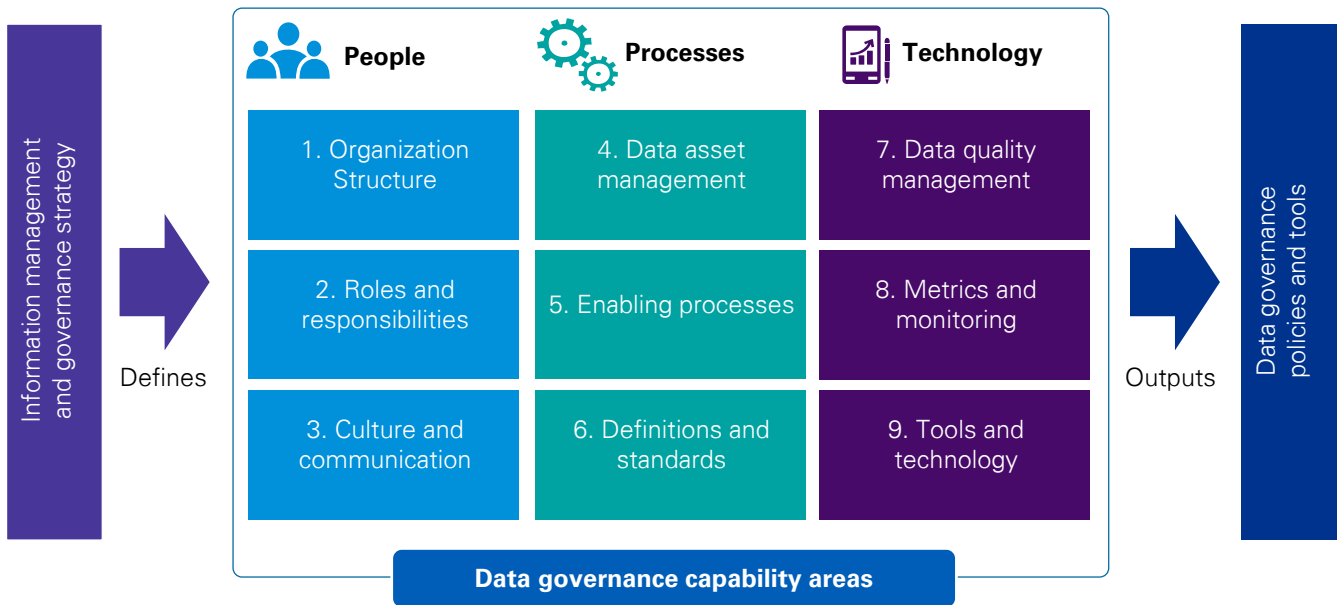 Information management
and governance strategy
Defines
People
1. Organization
Structure
2. Roles and
responsibilities
3. Culture and
communication
Processes
4. Data asset
management
5. Enabling processes
6. Definitions and
standards
Technology
7. Data quality
management
8. Metrics and
monitoring
9. Tools and
technology
Data governance capability areas
Outputs
Data governance
policies and tools